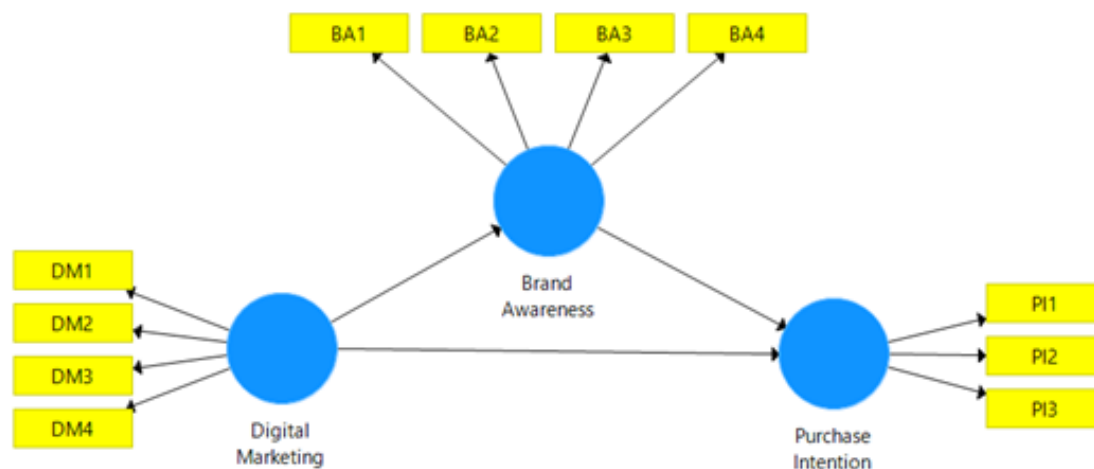 BA1 BA2 BA3 BA4
Brand
Awareness
DM1
DM2
DM3
DM4
Digital
Marketing
PI1
PI2
PI3
Purchase
Intention